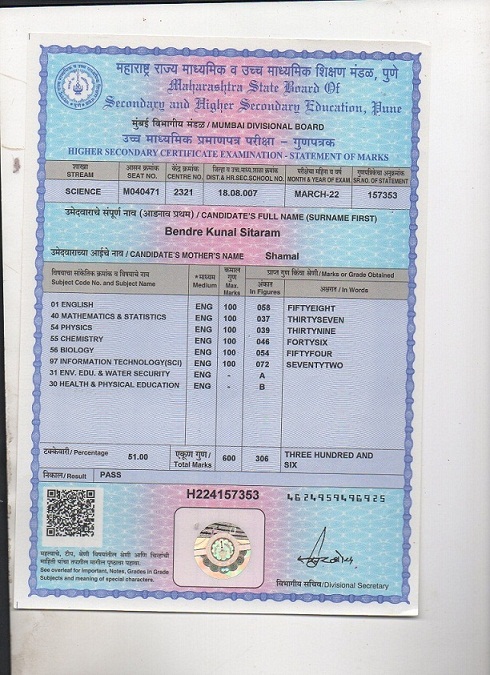 महाराष्ट्र राज्य माध्यमिक व उच्च माध्यमिक शिक्षण मंडळ, पुणे
Maharashtra State Board Of
Secondary and Higher Secondary Education, Pune
मुंबई विभागीय मंडळ / MUMBAI DIVISIONAL BOARD
उच्च माध्यमिक प्रमाणपत्र परीक्षा - गुणपत्रक
HIGHER SECONDARY CERTIFICATE EXAMINATION - STATEMENT OF MARKS
शाखा आसन क्रमांक केंद्र क्रमांक
STREAM SEAT NO. CENTRE NO. DIST & HR.SEC.SCHOOL NO. MONTH & YEAR OF EXAM. SR.NO. OF STATEMENT
SCIENCE M040471 2321 18.08.007 MARCH-22 157353
उमेदवाराचे संपूर्ण नाव (आडनाव प्रथम) / CANDIDATE'S FULL NAME (SURNAME FIRST)
Bendre Kunal Sitaram
उमेदवाराच्या आईचे नाव / CANDIDATE'S MOTHER'S NAME Shamal
विषयाचा सांकेतिक क्रमांक व विषयाचे नाव *माध्यम कमाल गुण प्राप्त गुण किंवा श्रेणी/Marks or Grade Obtained
Subject Code No. and Subject Name Medium Max. Marks अंकात In Figures अक्षरात / In Words
01 ENGLISH ENG 100 058 FIFTYEIGHT
40 MATHEMATICS & STATISTICS ENG 100 037 THIRTYSEVEN
54 PHYSICS ENG 100 039 THIRTYNINE
55 CHEMISTRY ENG 100 046 FORTYSIX
56 BIOLOGY ENG 100 054 FIFTYFOUR
97 INFORMATION TECHNOLOGY(SCI) ENG 100 072 SEVENTYTWO
31 ENV. EDU. & WATER SECURITY ENG - A
30 HEALTH & PHYSICAL EDUCATION ENG - B
टक्केवारी/ Percentage 51.00 एकूण गुण / Total Marks 600 306 THREE HUNDRED AND
SIX
निकाल/Result PASS
H224157353 4624959496925
महत्वाचे, टीप, श्रेणी विषयातील श्रेणी आणि चिन्हांची
माहिती यांचा तपशील मागील पृष्ठावर पहावा.
See overleaf for Important, Notes, Grades in Grade
Subjects and meaning of special characters.
विभागीय सचिव/Divisional Secretary